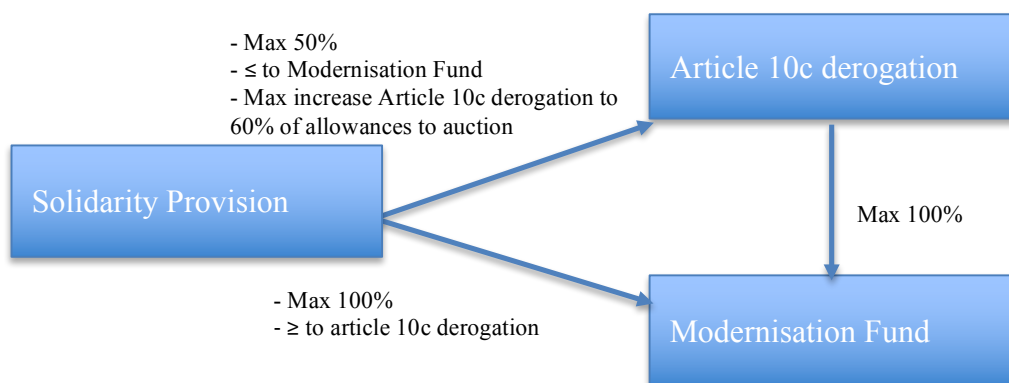 - Max 50%
- ≤ to Modernisation Fund
- Max increase Article 10c derogation to
60% of allowances to auction
Article 10c derogation
Solidarity Provision
Max 100%
- Max 100%
- ≥ to article 10c derogation
Modernisation Fund